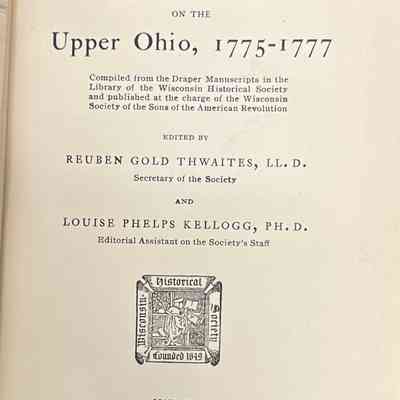 ON THE
Upper Ohio, 1775-1777
Compiled from the Draper Manuscripts in the
Library of the Wisconsin Historical Society
and published at the charge of the Wisconsin
Society of the Sons of the American Revolution
EDITED BY
REUBEN GOLD THWAITES, LL. D.
Secretary of the Society
AND
LOUISE PHELPS KELLOGG, PH. D.
Editorial Assistant on the Society's Staff
Wisconsin
Historical
Society
Founded 1849